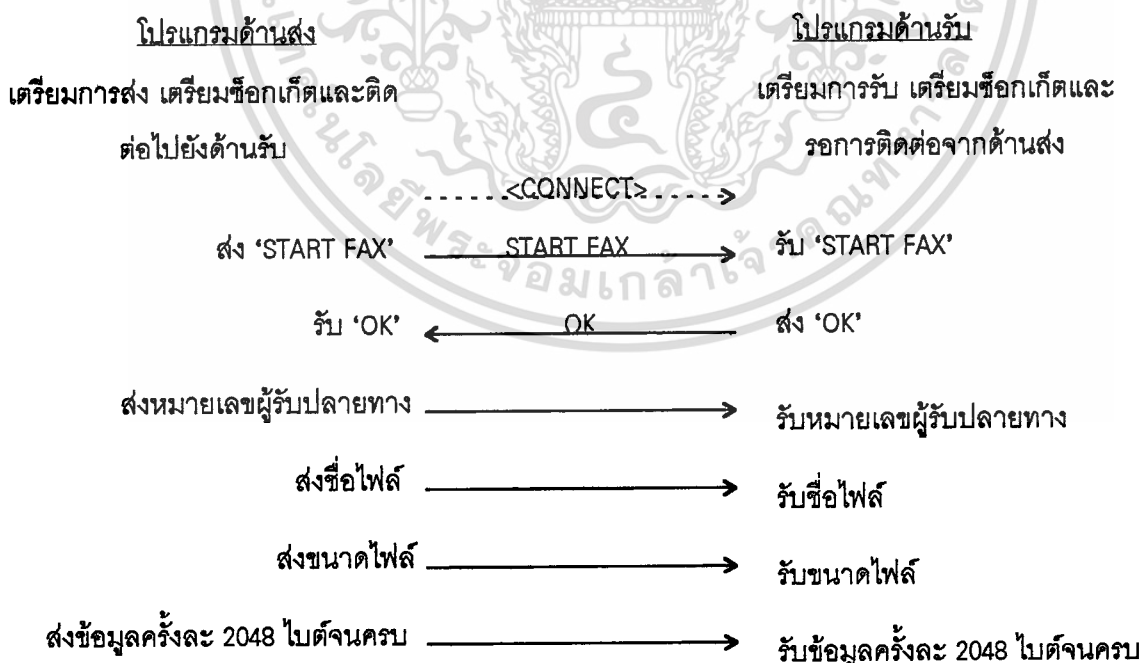 โปรแกรมด้านส่ง
โปรแกรมด้านรับ
เตรียมการส่ง เตรียมซ็อกเก็ตและติด
ต่อไปยังด้านรับ
เตรียมการรับ เตรียมซ็อกเก็ตและ
รอการติดต่อจากด้านส่ง
<CONNECT>
ส่ง ‘START FAX’ START FAX รับ ‘START FAX’
รับ ‘OK’ OK ส่ง ‘OK’
ส่งหมายเลขผู้รับปลายทาง รับหมายเลขผู้รับปลายทาง
ส่งชื่อไฟล์ รับชื่อไฟล์
ส่งขนาดไฟล์ รับขนาดไฟล์
ส่งข้อมูลครั้งละ 2048 ไบต์จนครบ รับข้อมูลครั้งละ 2048 ไบต์จนครบ